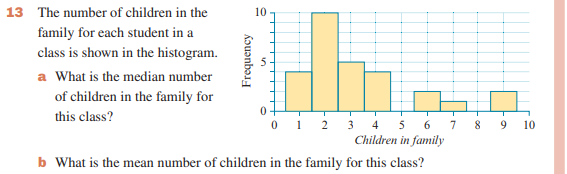 13 The number of children in the
family for each student in a
class is shown in the histogram.
a What is the median number
of children in the family for
this class?
Frequency
10
5
0
0 1 2 3 4 5 6 7 8 9 10
Children in family
b What is the mean number of children in the family for this class?